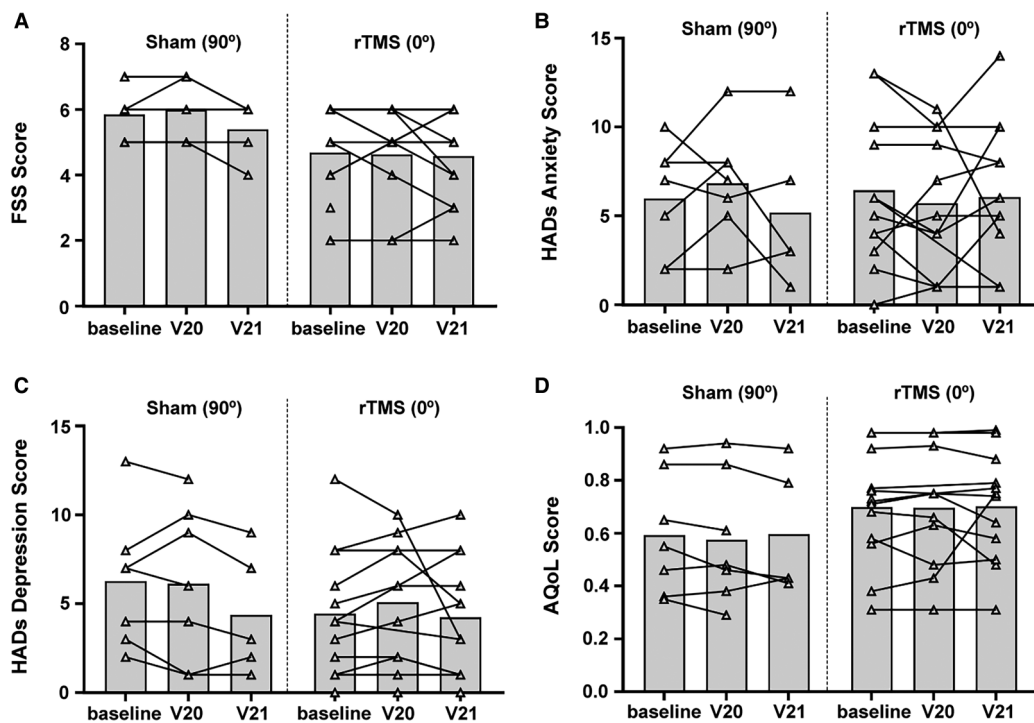 A
Sham (90º)
rTMS (0º)
FSS Score
8
6
4
2
0
baseline V20 V21
baseline V20 V21
B
Sham (90º)
rTMS (0º)
HADs Anxiety Score
15
10
5
0
baseline V20 V21
baseline V20 V21
C
Sham (90º)
rTMS (0º)
HADs Depression Score
15
10
5
0
baseline V20 V21
baseline V20 V21
D
Sham (90º)
rTMS (0º)
AQoL Score
1.0
0.8
0.6
0.4
0.2
0.0
baseline V20 V21
baseline V20 V21